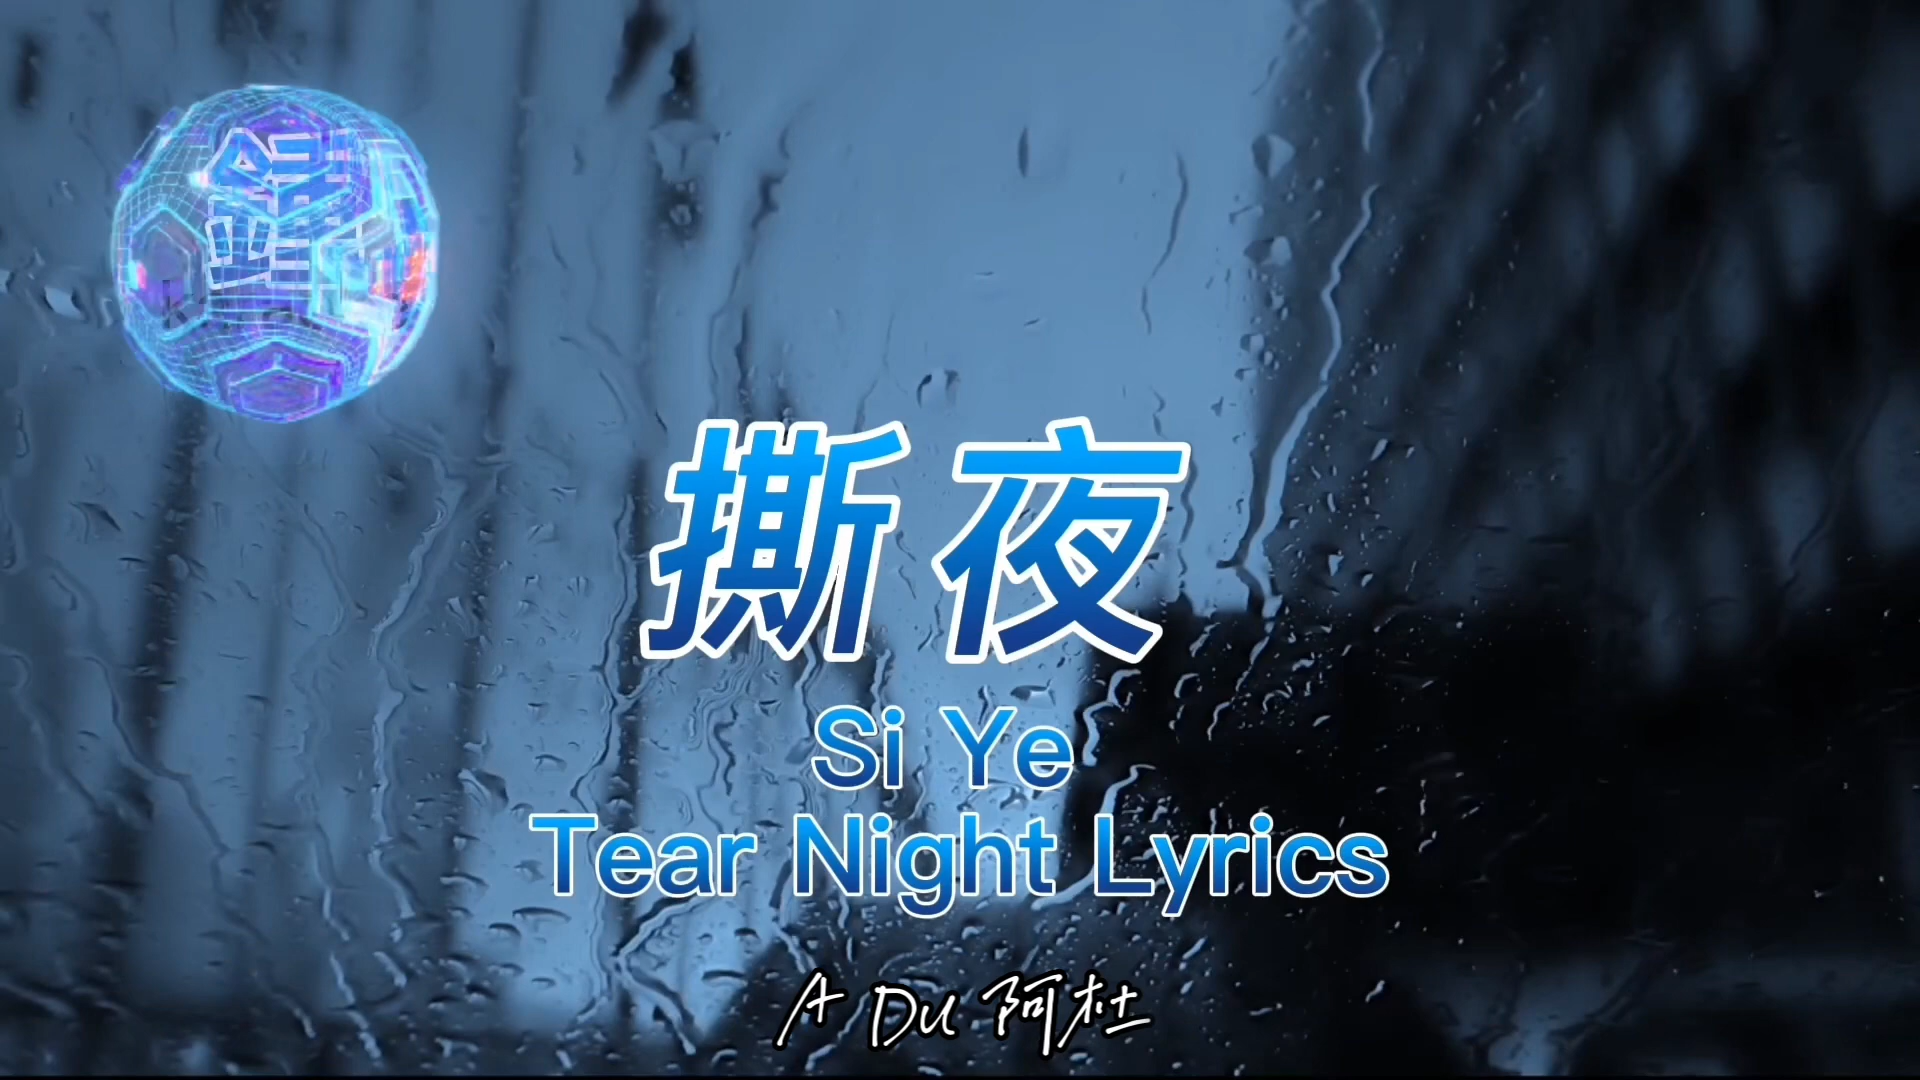 撕夜
Si Ye
Tear Night Lyrics
A DU 阿杜